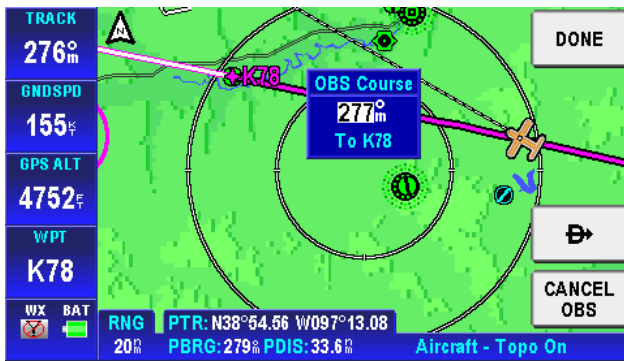 TRACK
276°m
GNDSPD
155KT
GPS ALT
4752FT
WPT
K78
WX BAT
N
K78
OBS Course
277°m
To K78
DONE
D
CANCEL
OBS
RNG
20NM
PTR: N38°54.56 W097°13.08
PBRG: 279°m PDIS: 33.6NM
Aircraft - Topo On